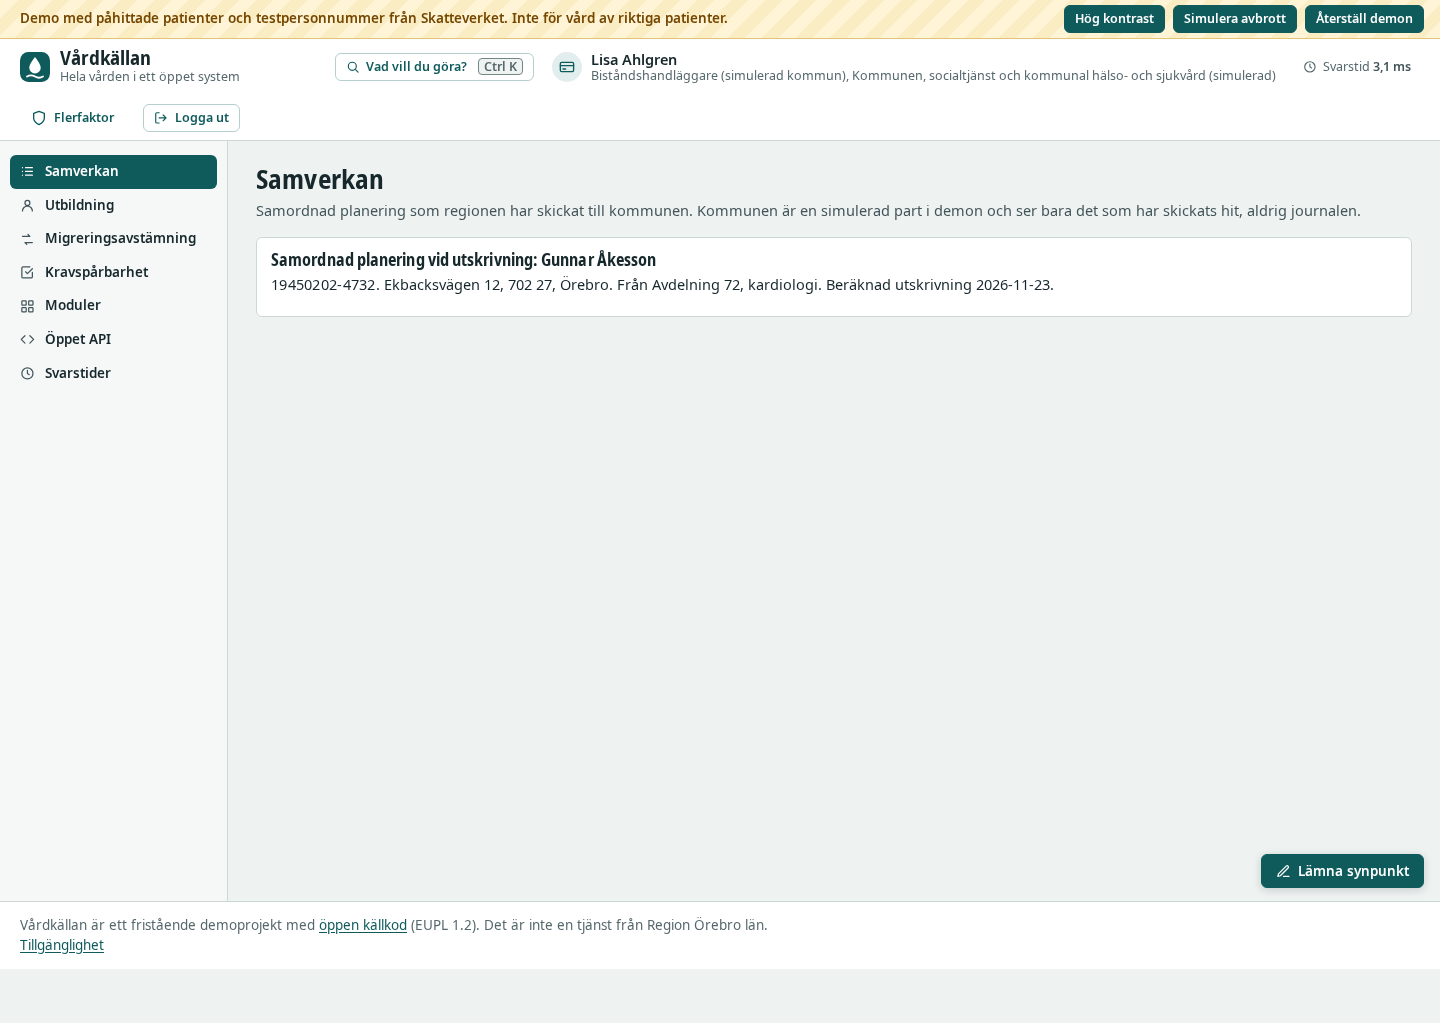 Demo med påhittade patienter och testpersonnummer från Skatteverket. Inte för vård av riktiga patienter.
Hög kontrast
Simulera avbrott
Återställ demon
Vårdkällan
Hela vården i ett öppet system
Vad vill du göra? Ctrl K
Lisa Ahlgren
Biståndshandläggare (simulerad kommun), Kommunen, socialtjänst och kommunal hälso- och sjukvård (simulerad)
Svarstid 3,1 ms
Flerfaktor
Logga ut
Samverkan
Utbildning
Migreringsavstämning
Kravspårbarhet
Moduler
Öppet API
Svarstider
Samverkan
Samordnad planering som regionen har skickat till kommunen. Kommunen är en simulerad part i demon och ser bara det som har skickats hit, aldrig journalen.
Samordnad planering vid utskrivning: Gunnar Åkesson
19450202-4732. Ekbacksvägen 12, 702 27, Örebro. Från Avdelning 72, kardiologi. Beräknad utskrivning 2026-11-23.
Lämna synpunkt
Vårdkällan är ett fristående demoprojekt med öppen källkod (EUPL 1.2). Det är inte en tjänst från Region Örebro län.
Tillgänglighet